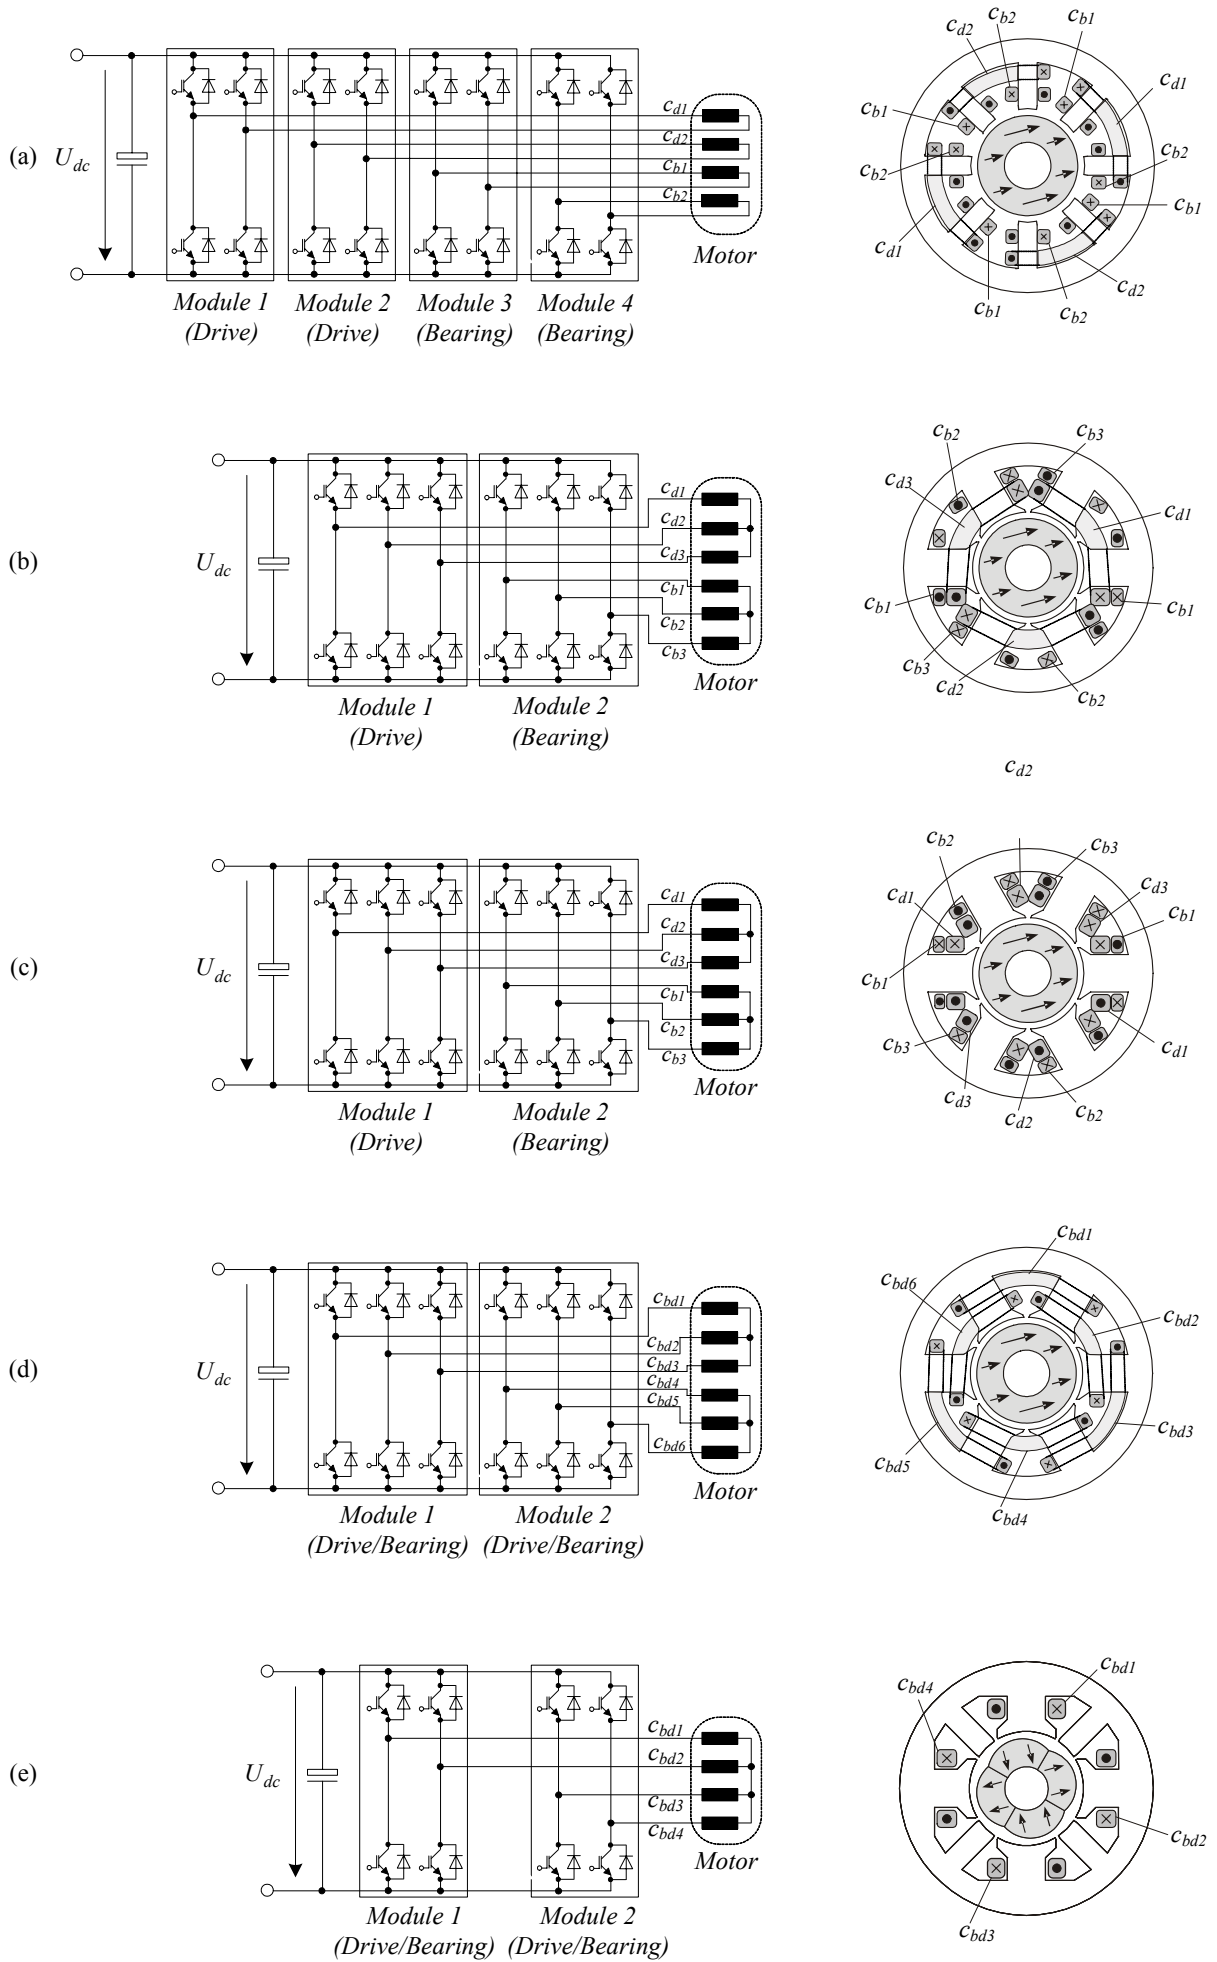 (a)
U_dc
c_d1
c_d2
c_b1
c_b2
Motor
Module 1 Module 2 Module 3 Module 4
(Drive) (Drive) (Bearing) (Bearing)
c_d2 c_b2 c_b1
c_d1
c_b1
c_b2 c_b2
c_b1
c_d1 c_d2
c_b1 c_b2
(b)
U_dc
c_d1
c_d2
c_d3
c_b1
c_b2
c_b3
Motor
Module 1 Module 2
(Drive) (Bearing)
c_b2 c_b3
c_d3 c_d1
c_b1 c_b1
c_b3 c_d2 c_b2
c_d2
(c)
U_dc
c_d1
c_d2
c_d3
c_b1
c_b2
c_b3
Motor
Module 1 Module 2
(Drive) (Bearing)
c_b2 c_b3
c_d1 c_d3
c_b1
c_b1
c_b3 c_d1
c_d3 c_d2 c_b2
(d)
U_dc
c_bd1
c_bd2
c_bd3
c_bd4
c_bd5
c_bd6
Motor
Module 1 Module 2
(Drive/Bearing) (Drive/Bearing)
c_bd1
c_bd6
c_bd2
c_bd3
c_bd5
c_bd4
(e)
U_dc
c_bd1
c_bd2
c_bd3
c_bd4
Motor
Module 1 Module 2
(Drive/Bearing) (Drive/Bearing)
c_bd4 c_bd1
c_bd2
c_bd3